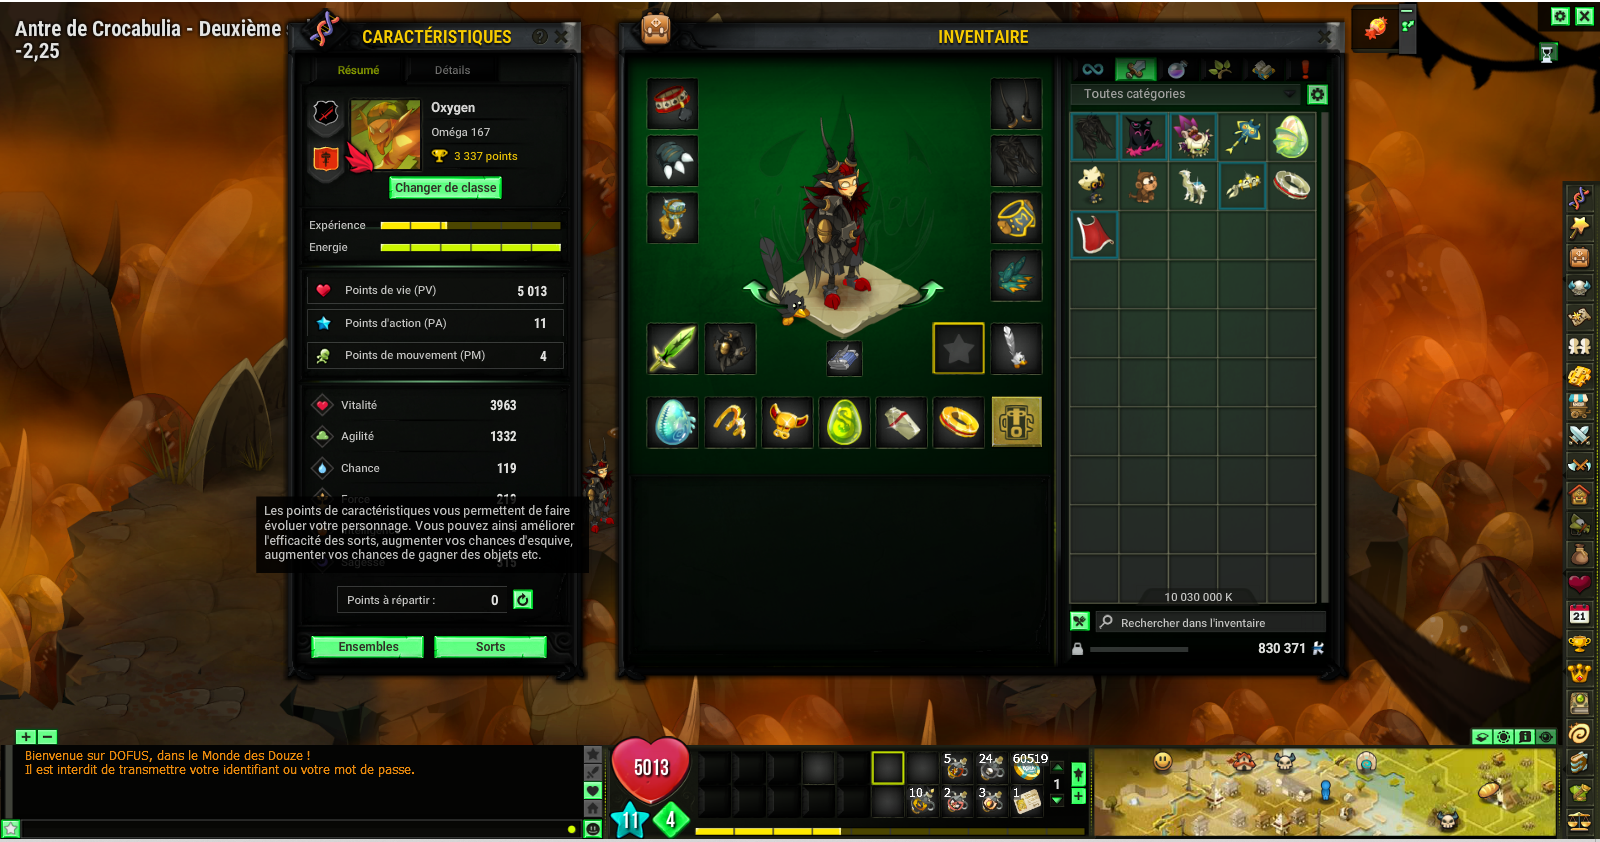 Antre de Crocabulia - Deuxième
-2,25
CARACTÉRISTIQUES
?
Résumé
Détails
Oxygen
Oméga 167
3 337 points
Changer de classe
Expérience
Energie
Points de vie (PV) 5 013
Points d'action (PA) 11
Points de mouvement (PM) 4
Vitalité 3963
Agilité 1332
Chance 119
Force 219
Les points de caractéristiques vous permettent de faire
évoluer votre personnage. Vous pouvez ainsi améliorer
l'efficacité des sorts, augmenter vos chances d'esquive,
augmenter vos chances de gagner des objets etc.
Sagesse 315
Points à répartir : 0
Ensembles
Sorts
INVENTAIRE
Toutes catégories
10 030 000 K
Rechercher dans l'inventaire
830 371
21
Bienvenue sur DOFUS, dans le Monde des Douze !
Il est interdit de transmettre votre identifiant ou votre mot de passe.
5013
11
4
5
24
60519
10
2
3
1
1